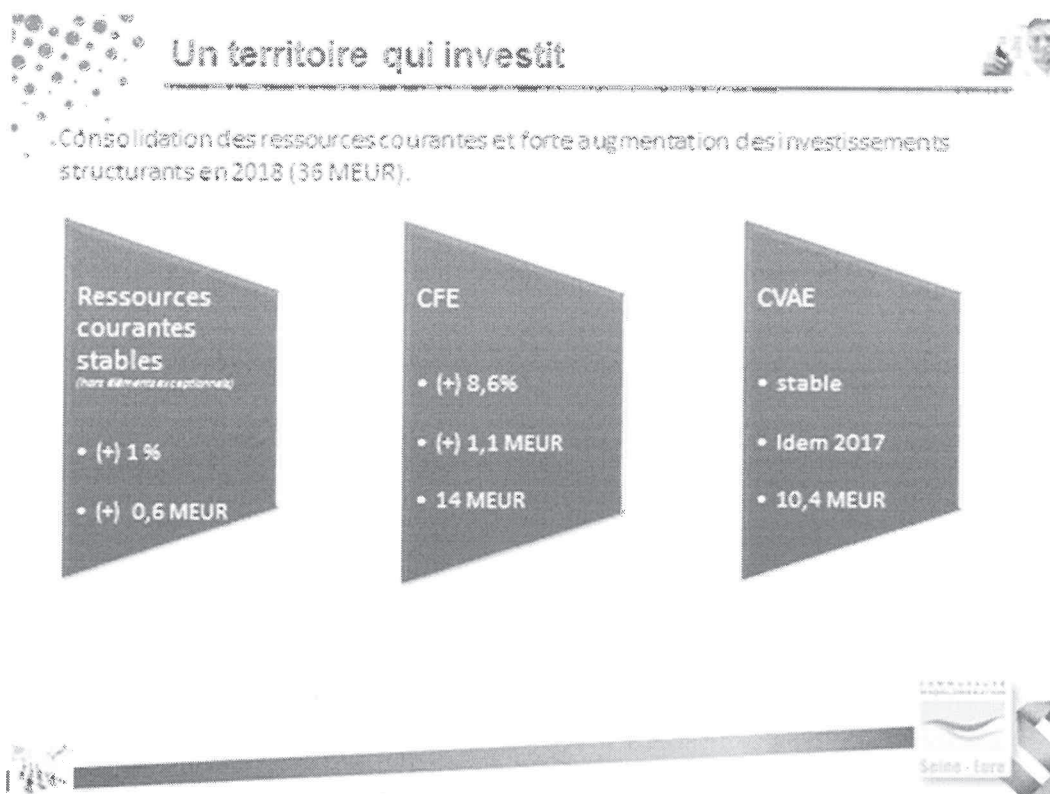 Un territoire qui investit
Consolidation des ressources courantes et forte augmentation des investissements
structurants en 2018 (36 MEUR).
Ressources
courantes
stables
(hors éléments exceptionnels)
• (+) 1 %
• (+) 0,6 MEUR
CFE
• (+) 8,6%
• (+) 1,1 MEUR
• 14 MEUR
CVAE
• stable
• Idem 2017
• 10,4 MEUR
Seine - Eure